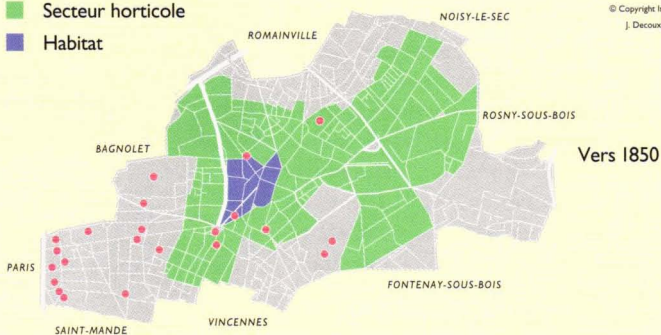 Secteur horticole
Habitat
© Copyright
J. Decoux
NOISY-LE-SEC
ROMAINVILLE
ROSNY-SOUS-BOIS
BAGNOLET
Vers 1850
PARIS
FONTENAY-SOUS-BOIS
VINCENNES
SAINT-MANDE